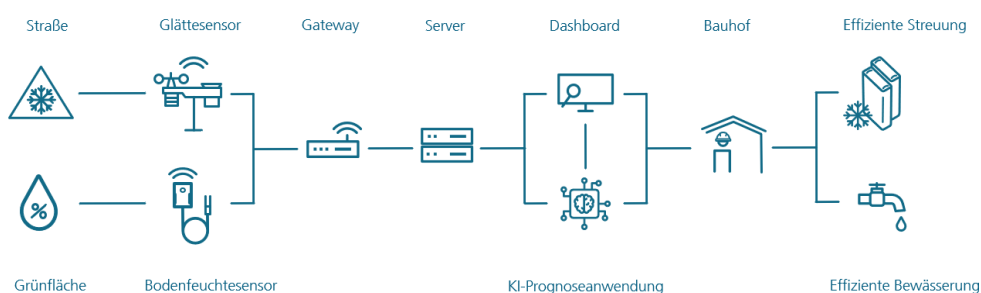 Straße
Glättesensor
Gateway
Server
Dashboard
Bauhof
Effiziente Streuung
%
Grünfläche
Bodenfeuchtesensor
KI-Prognoseanwendung
Effiziente Bewässerung